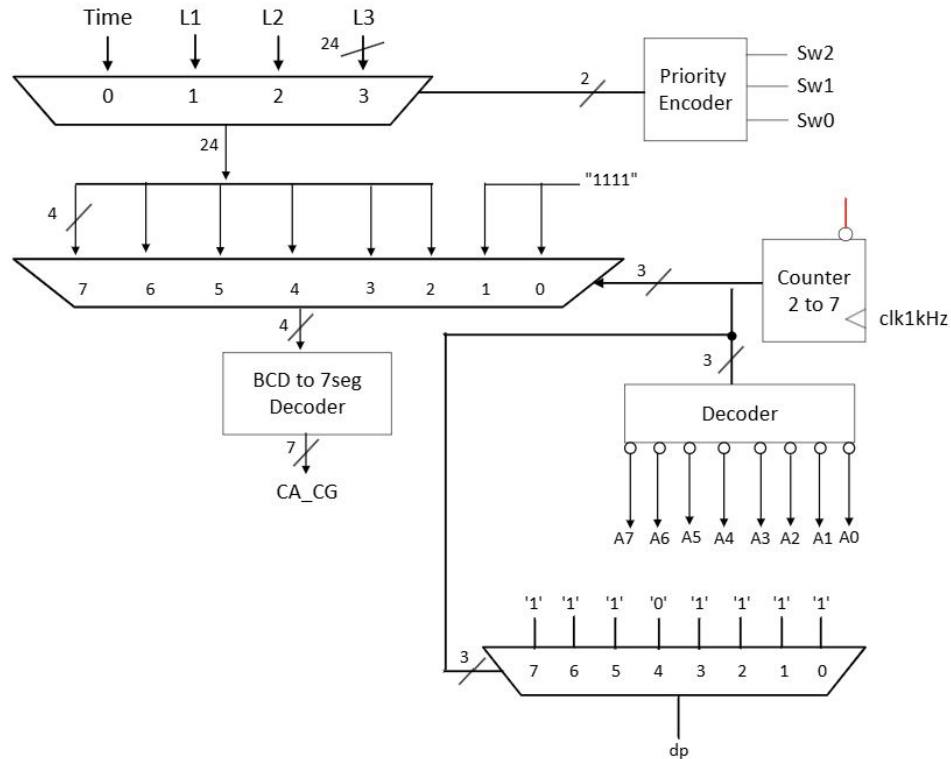 Time L1 L2 L3
24
Sw2
Priority
Encoder
Sw1
Sw0
2
0 1 2 3
24
"1111"
4
7 6 5 4 3 2 1 0
3
Counter
2 to 7
clk1kHz
4
3
BCD to 7seg
Decoder
Decoder
7
CA_CG
A7 A6 A5 A4 A3 A2 A1 A0
'1' '1' '1' '0' '1' '1' '1' '1'
3
7 6 5 4 3 2 1 0
dp